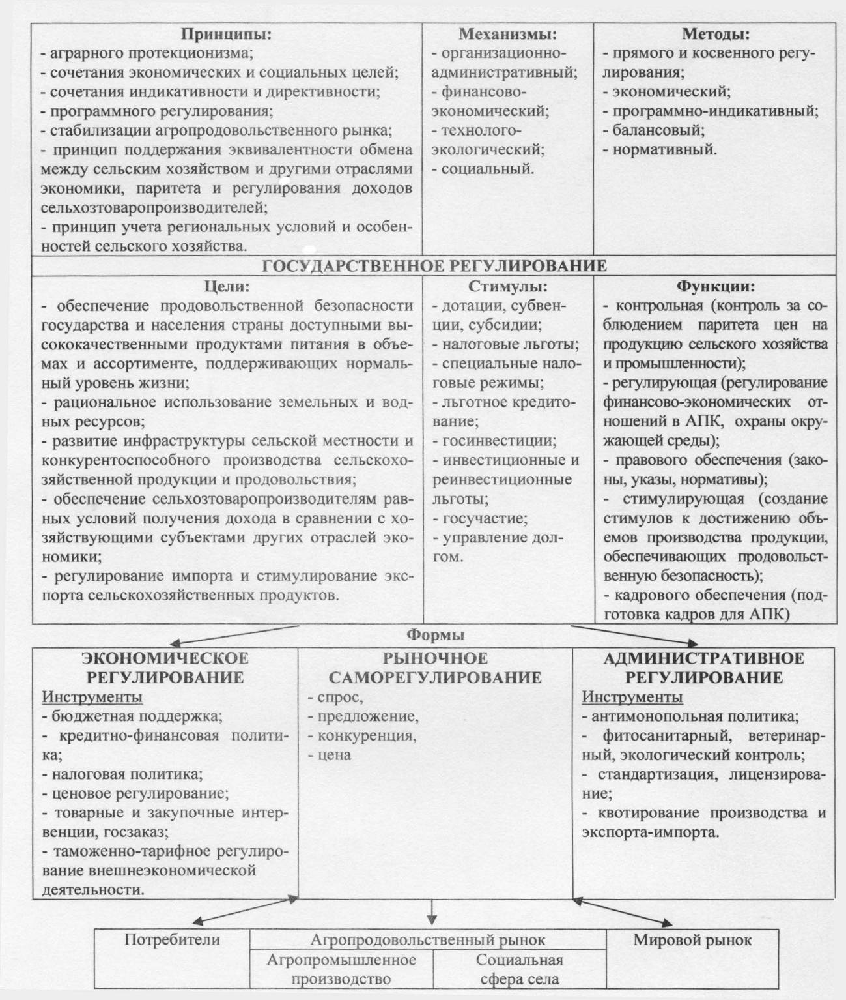 Принципы:
- аграрного протекционизма;
- сочетания экономических и социальных целей;
- сочетания индикативности и директивности;
- программного регулирования;
- стабилизации агропродовольственного рынка;
- принцип поддержания эквивалентности обмена
между сельским хозяйством и другими отраслями
экономики, паритета и регулирования доходов
сельхозтоваропроизводителей;
- принцип учета региональных условий и особен-
ностей сельского хозяйства.
Механизмы:
- организационно-
административный;
- финансово-
экономический;
- технолого-
экологический;
- социальный.
Методы:
- прямого и косвенного регу-
лирования;
- экономический;
- программно-индикативный;
- балансовый;
- нормативный.
ГОСУДАРСТВЕННОЕ РЕГУЛИРОВАНИЕ
Цели:
- обеспечение продовольственной безопасности
государства и населения страны доступными вы-
сококачественными продуктами питания в объе-
мах и ассортименте, поддерживающих нормаль-
ный уровень жизни;
- рациональное использование земельных и вод-
ных ресурсов;
- развитие инфраструктуры сельской местности и
конкурентоспособного производства сельскохо-
зяйственной продукции и продовольствия;
- обеспечение сельхозтоваропроизводителям рав-
ных условий получения дохода в сравнении с хо-
зяйствующими субъектами других отраслей эко-
номики;
- регулирование импорта и стимулирование экс-
порта сельскохозяйственных продуктов.
Стимулы:
- дотации, субвен-
ции, субсидии;
- налоговые льготы;
- специальные нало-
говые режимы;
- льготное кредито-
вание;
- госинвестиции;
- инвестиционные и
реинвестиционные
льготы;
- госучастие;
- управление дол-
гом.
Функции:
- контрольная (контроль за со-
блюдением паритета цен на
продукцию сельского хозяйства
и промышленности);
- регулирующая (регулирование
финансово-экономических от-
ношений в АПК, охраны окру-
жающей среды);
- правового обеспечения (зако-
ны, указы, нормативы);
- стимулирующая (создание
стимулов к достижению объ-
емов производства продукции,
обеспечивающих продовольст-
венную безопасность);
- кадрового обеспечения (под-
готовка кадров для АПК)
Формы
ЭКОНОМИЧЕСКОЕ
РЕГУЛИРОВАНИЕ
Инструменты
- бюджетная поддержка;
- кредитно-финансовая полити-
ка;
- налоговая политика;
- ценовое регулирование;
- товарные и закупочные интер-
венции, госзаказ;
- таможенно-тарифное регулиро-
вание внешнеэкономической
деятельности.
РЫНОЧНОЕ
САМОРЕГУЛИРОВАНИЕ
- спрос,
- предложение,
- конкуренция,
- цена
АДМИНИСТРАТИВНОЕ
РЕГУЛИРОВАНИЕ
Инструменты
- антимонопольная политика;
- фитосанитарный, ветеринар-
ный, экологический контроль;
- стандартизация, лицензирова-
ние;
- квотирование производства и
экспорта-импорта.
Потребители
Агропродовольственный рынок
Мировой рынок
Агропромышленное
производство
Социальная
сфера села